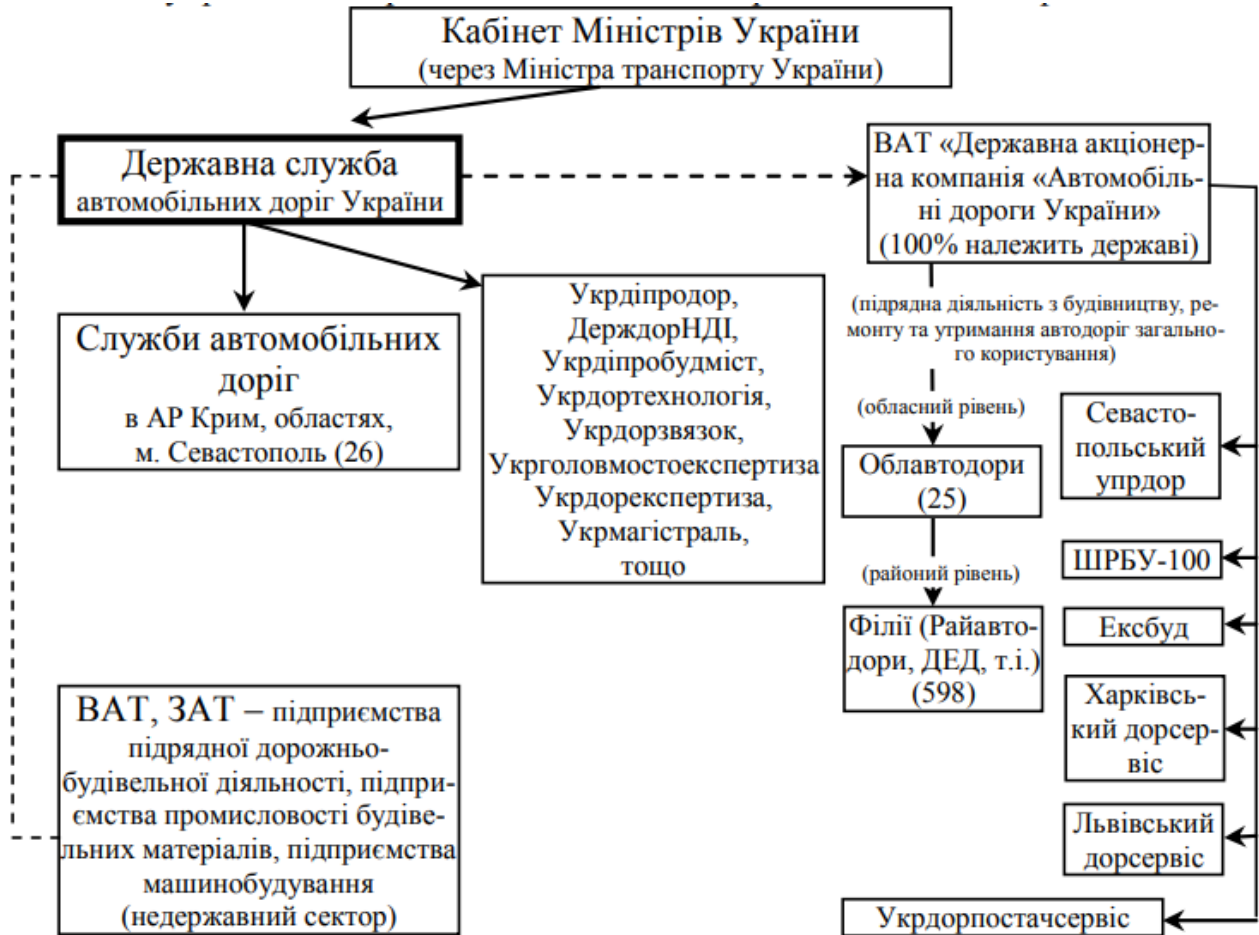 Кабінет Міністрів України
(через Міністра транспорту України)
Державна служба
автомобільних доріг України
ВАТ «Державна акціонер-
на компанія «Автомобіль-
ні дороги України»
(100% належить державі)
Служби автомобільних
доріг
в АР Крим, областях,
м. Севастополь (26)
Укрдіпродор,
ДерждорНДІ,
Укрдіпробудміст,
Укрдортехнологія,
Укрдорзвязок,
Укрголовмостоекспертиза
Укрдорекспертиза,
Укрмагістраль,
тощо
(підрядна діяльність з будівництву, ре-
монту та утримання автодоріг загально-
го користування)
(обласний рівень)
Облавтодори
(25)
(районий рівень)
Філії (Райавто-
дори, ДЕД, т.і.)
(598)
Севасто-
польський
упрдор
ШРБУ-100
Ексбуд
Харківсь-
кий дорсер-
віс
Львівський
дорсервіс
Укрдорпостачсервіс
ВАТ, ЗАТ – підприємства
підрядної дорожньо-
будівельної діяльності, підпри-
ємства промисловості будіве-
льних матеріалів, підприємства
машинобудування
(недержавний сектор)